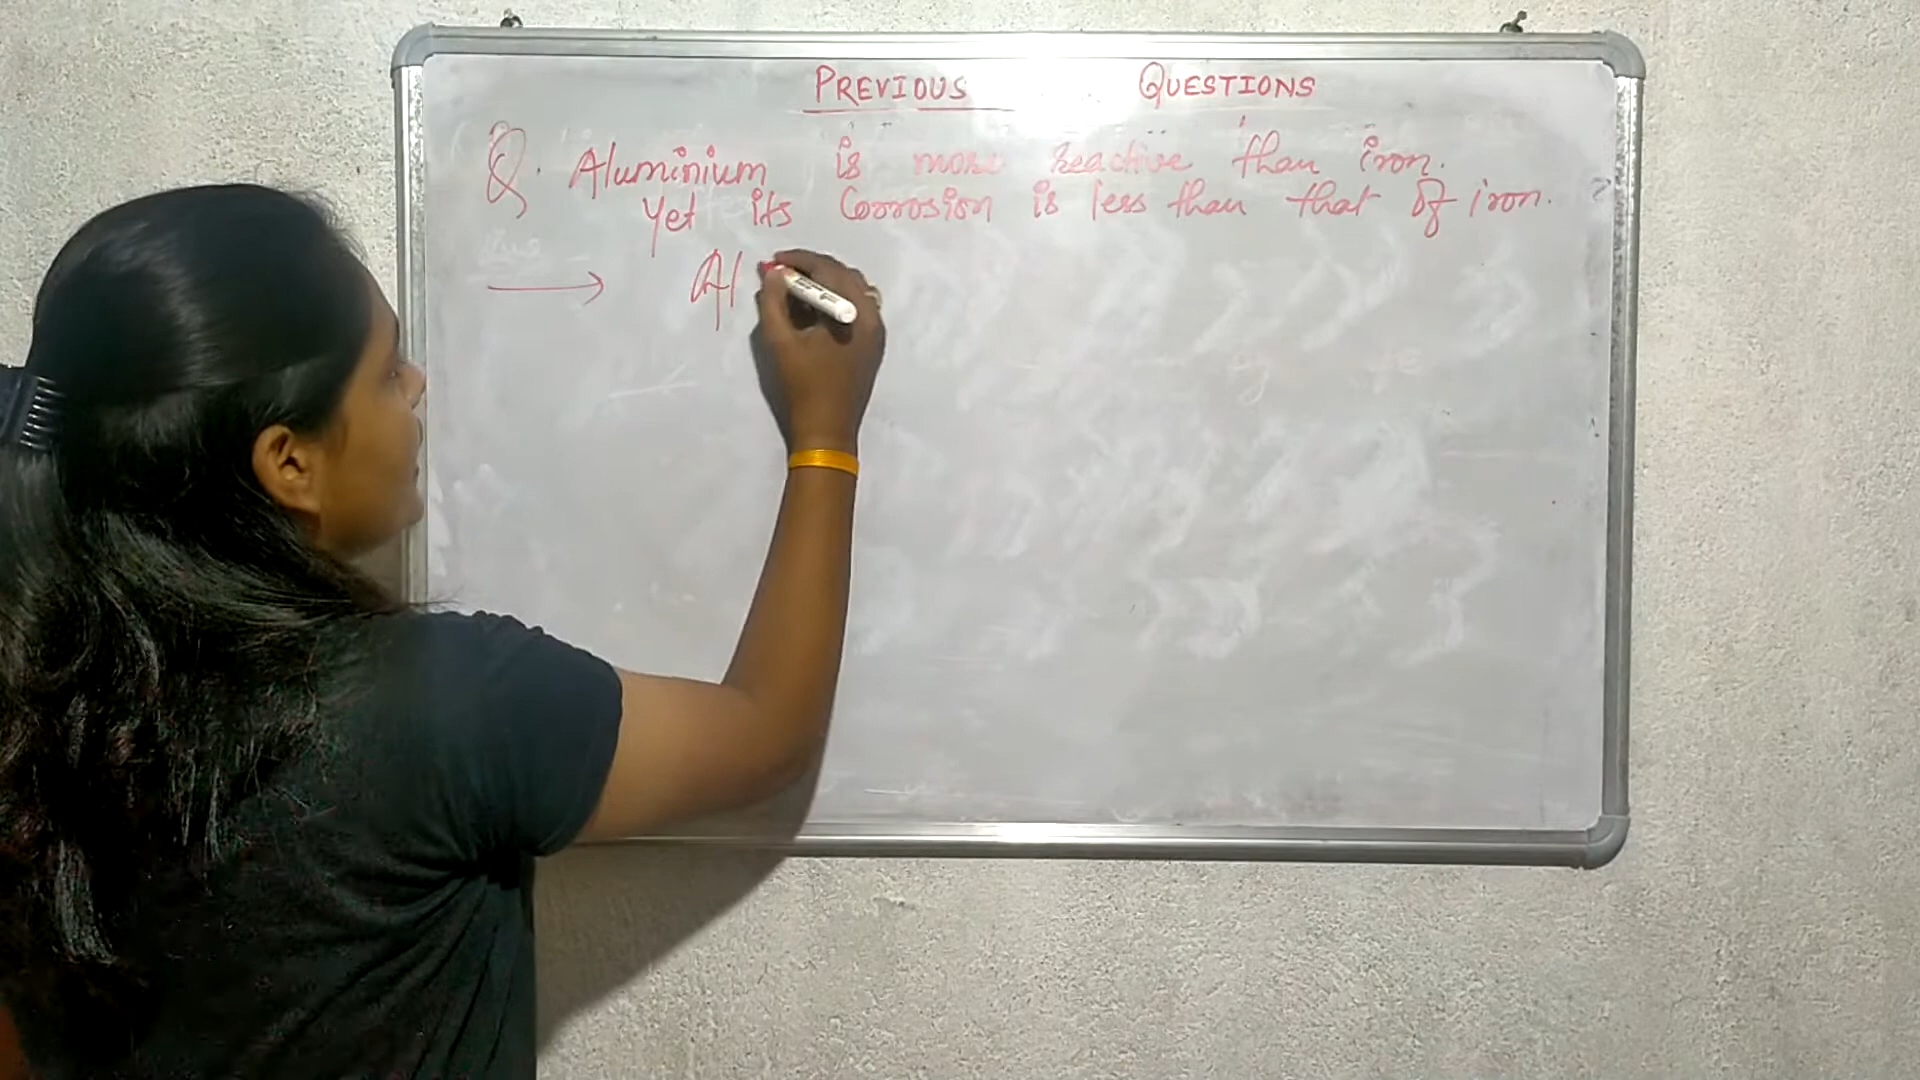 PREVIOUS QUESTIONS
Q. Aluminium is more reactive than iron.
Yet its Corrosion is less than that of iron. ?
Al